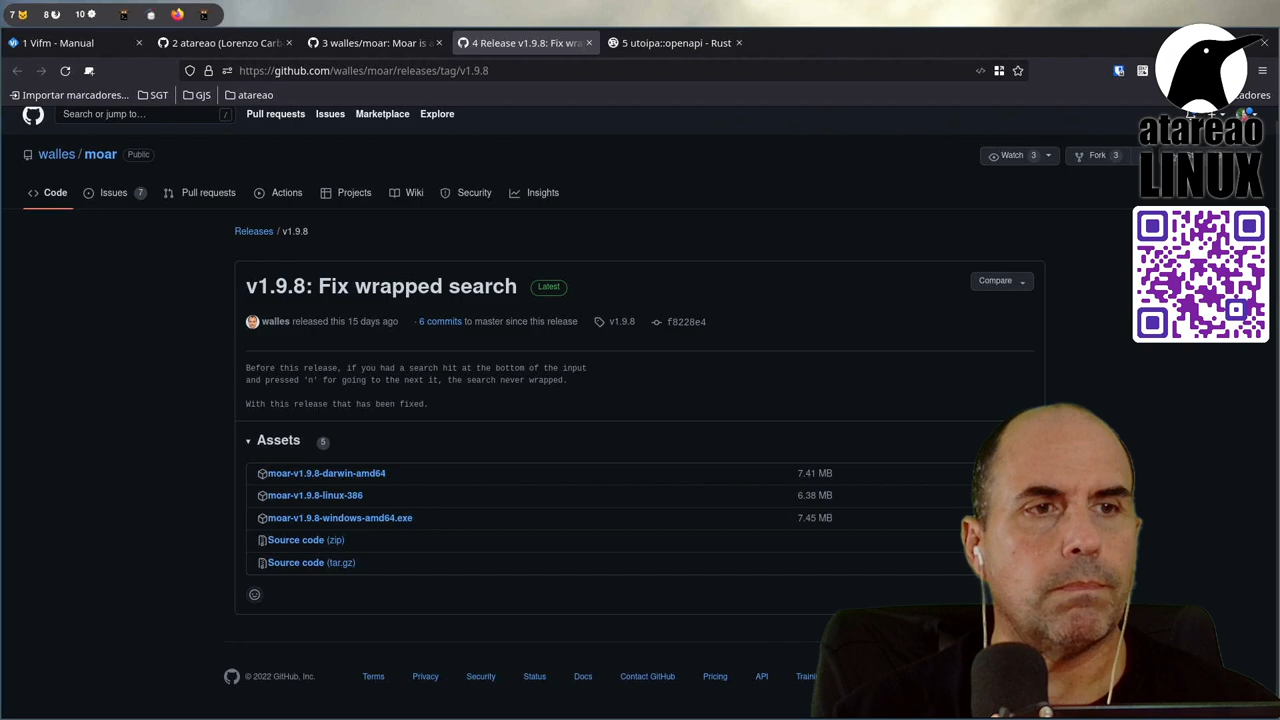 7 8 10
1 Vifm - Manual
2 atareao (Lorenzo Carb
3 walles/moar: Moar is a
4 Release v1.9.8: Fix wra
5 utoipa::openapi - Rust
https://github.com/walles/moar/releases/tag/v1.9.8
Importar marcadores... SGT GJS atareao
adores
Search or jump to... /
Pull requests Issues Marketplace Explore
walles / moar Public
Watch 3 Fork 3
Code Issues 7 Pull requests Actions Projects Wiki Security Insights
atareao
LINUX
Releases / v1.9.8
v1.9.8: Fix wrapped search Latest
Compare
walles released this 15 days ago · 6 commits to master since this release v1.9.8 f8228e4
Before this release, if you had a search hit at the bottom of the input
and pressed 'n' for going to the next it, the search never wrapped.
With this release that has been fixed.
Assets 5
moar-v1.9.8-darwin-amd64 7.41 MB
moar-v1.9.8-linux-386 6.38 MB
moar-v1.9.8-windows-amd64.exe 7.45 MB
Source code (zip)
Source code (tar.gz)
© 2022 GitHub, Inc. Terms Privacy Security Status Docs Contact GitHub Pricing API Traini